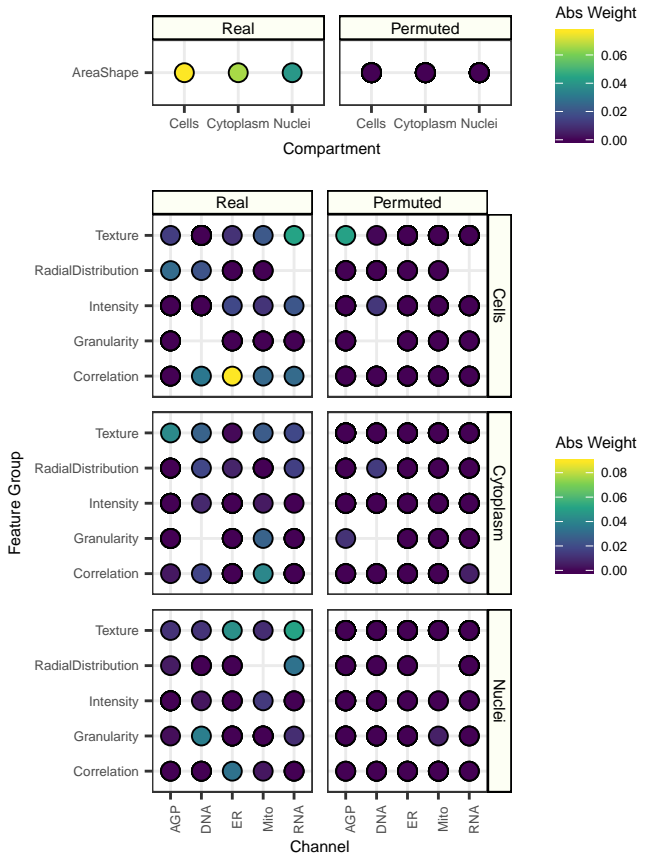 Real Permuted
AreaShape
Cells Cytoplasm Nuclei Cells Cytoplasm Nuclei
Compartment
Abs Weight
0.06
0.04
0.02
0.00
Real Permuted
Texture
RadialDistribution
Intensity
Granularity
Correlation
Cells
Texture
RadialDistribution
Intensity
Granularity
Correlation
Cytoplasm
Texture
RadialDistribution
Intensity
Granularity
Correlation
Nuclei
Feature Group
AGP DNA ER Mito RNA AGP DNA ER Mito RNA
Channel
Abs Weight
0.08
0.06
0.04
0.02
0.00